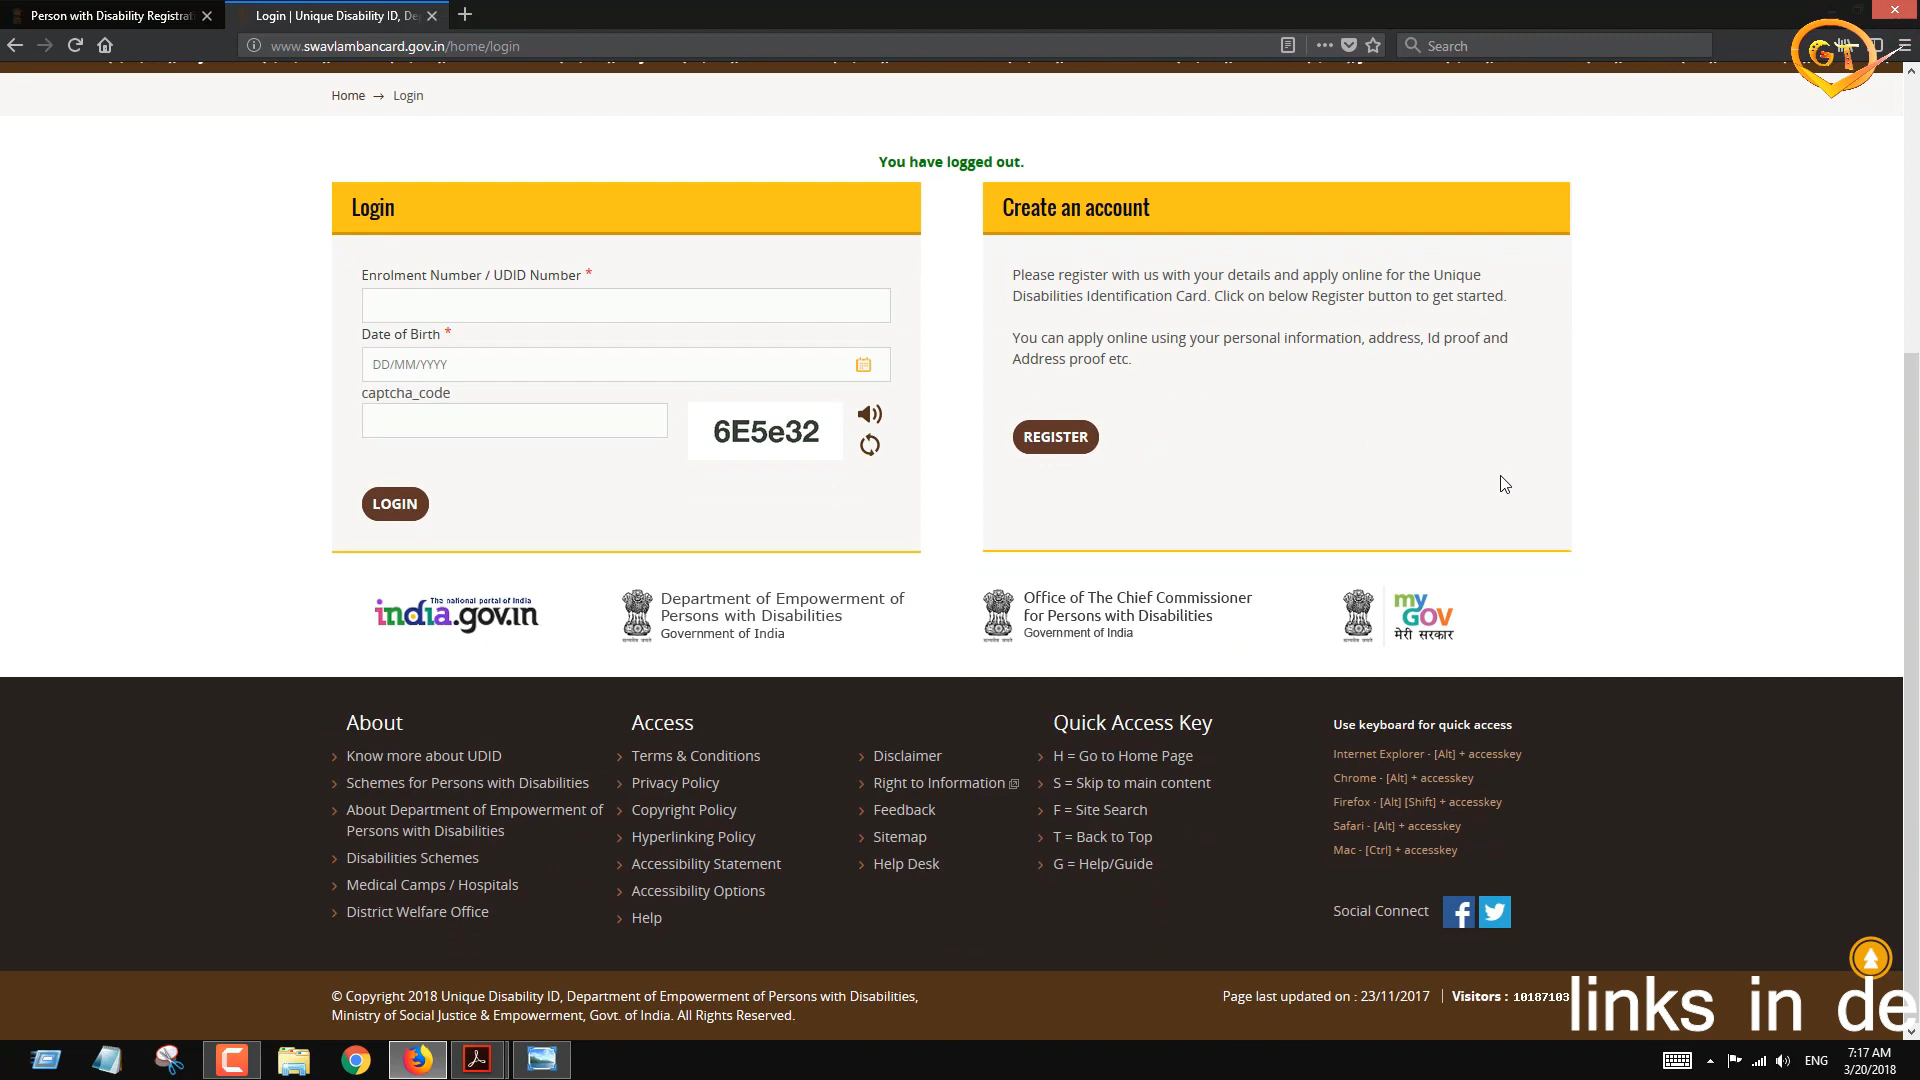 Person with Disability Registrat
Login | Unique Disability ID, De
www.swavlambancard.gov.in/home/login
Search
GT
Home → Login
You have logged out.
Login
Enrolment Number / UDID Number *
Date of Birth *
DD/MM/YYYY
captcha_code
6E5e32
LOGIN
Create an account
Please register with us with your details and apply online for the Unique
Disabilities Identification Card. Click on below Register button to get started.
You can apply online using your personal information, address, Id proof and
Address proof etc.
REGISTER
The national portal of India
india.gov.in
Department of Empowerment of
Persons with Disabilities
Government of India
Office of The Chief Commissioner
for Persons with Disabilities
Government of India
my
GOV
मेरी सरकार
About
Know more about UDID
Schemes for Persons with Disabilities
About Department of Empowerment of
Persons with Disabilities
Disabilities Schemes
Medical Camps / Hospitals
District Welfare Office
Access
Terms & Conditions
Privacy Policy
Copyright Policy
Hyperlinking Policy
Accessibility Statement
Accessibility Options
Help
Disclaimer
Right to Information
Feedback
Sitemap
Help Desk
Quick Access Key
H = Go to Home Page
S = Skip to main content
F = Site Search
T = Back to Top
G = Help/Guide
Use keyboard for quick access
Internet Explorer - [Alt] + accesskey
Chrome - [Alt] + accesskey
Firefox - [Alt] [Shift] + accesskey
Safari - [Alt] + accesskey
Mac - [Ctrl] + accesskey
Social Connect
© Copyright 2018 Unique Disability ID, Department of Empowerment of Persons with Disabilities,
Ministry of Social Justice & Empowerment, Govt. of India. All Rights Reserved.
Page last updated on : 23/11/2017 | Visitors : 10187103
links in de
ENG
7:17 AM
3/20/2018